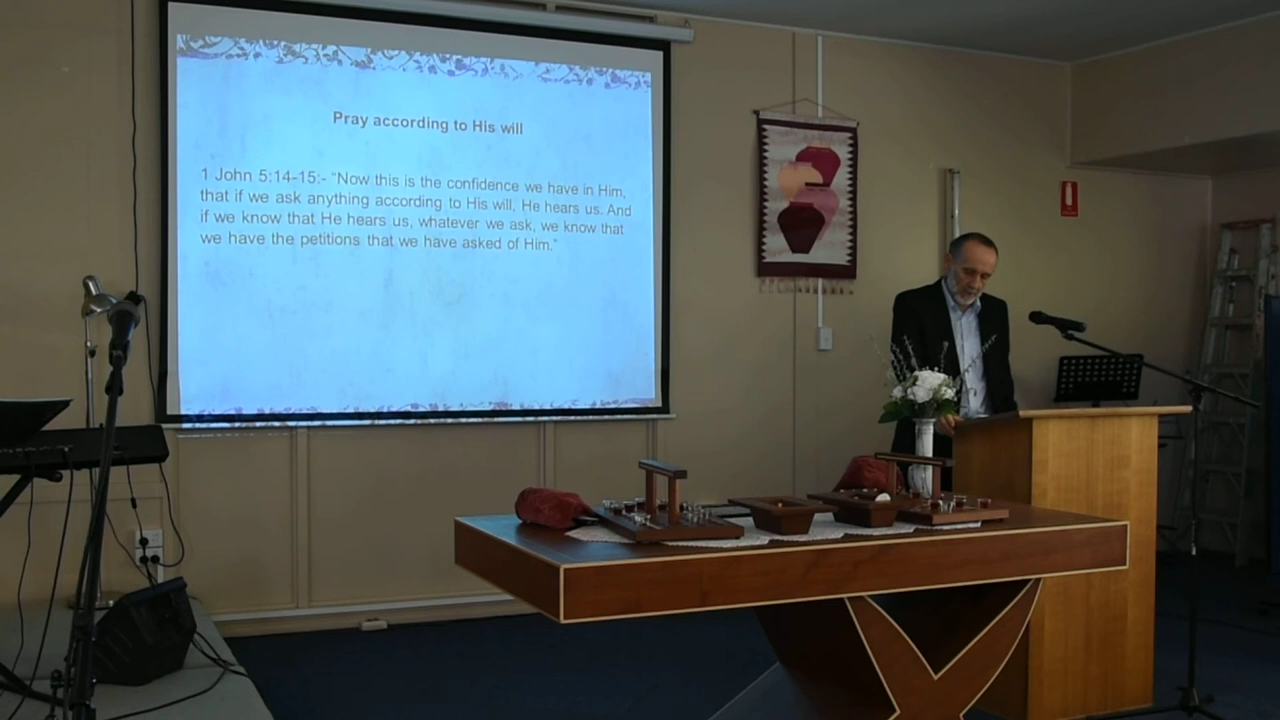 Pray according to His will
1 John 5:14-15:- “Now this is the confidence we have in Him,
that if we ask anything according to His will, He hears us. And
if we know that He hears us, whatever we ask, we know that
we have the petitions that we have asked of Him.”